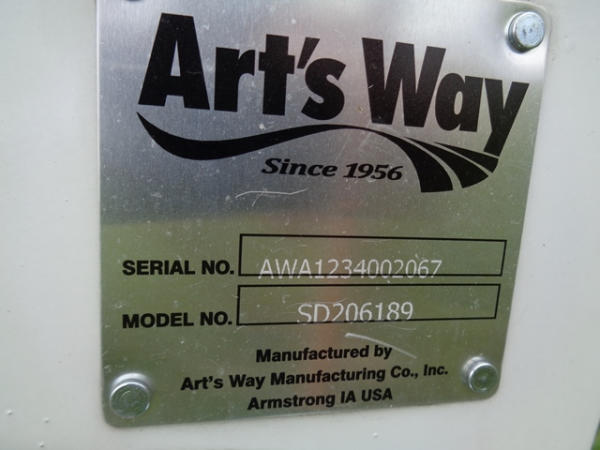 Art's Way
Since 1956
SERIAL NO. AWA1234002067
MODEL NO. SD206189
Manufactured by
Art's Way Manufacturing Co., Inc.
Armstrong IA USA